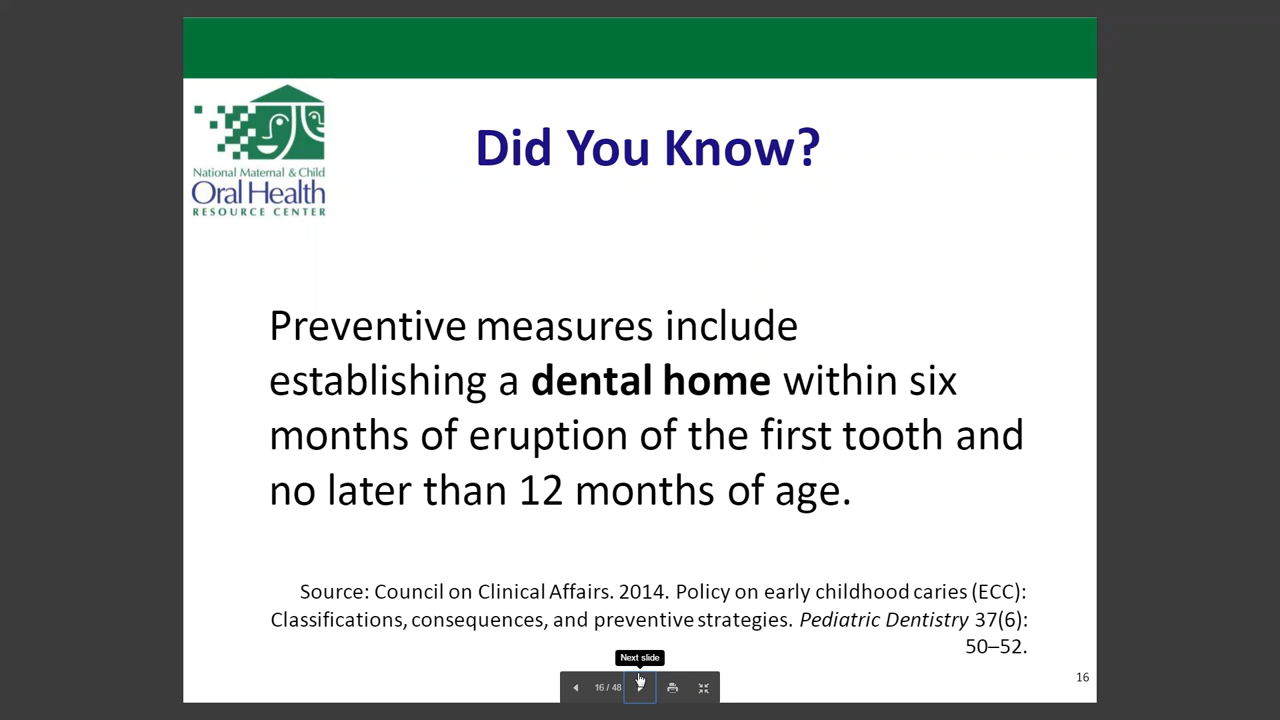 National Maternal & Child
Oral Health
RESOURCE CENTER
Did You Know?
Preventive measures include
establishing a dental home within six
months of eruption of the first tooth and
no later than 12 months of age.
Source: Council on Clinical Affairs. 2014. Policy on early childhood caries (ECC):
Classifications, consequences, and preventive strategies. Pediatric Dentistry 37(6):
50–52.
Next slide
16 / 48
16